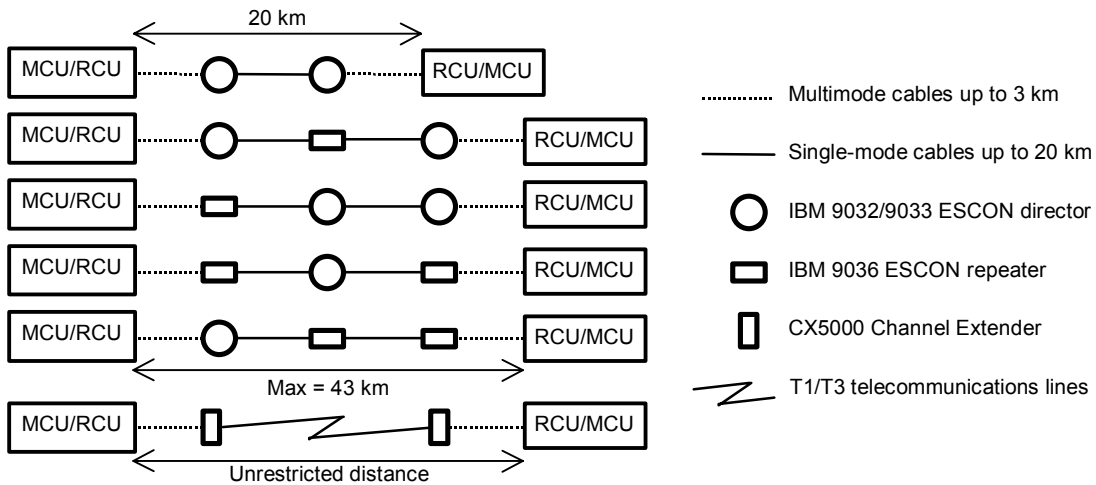 20 km
MCU/RCU
RCU/MCU
MCU/RCU
RCU/MCU
MCU/RCU
RCU/MCU
MCU/RCU
RCU/MCU
MCU/RCU
RCU/MCU
Max = 43 km
MCU/RCU
RCU/MCU
Unrestricted distance
Multimode cables up to 3 km
Single-mode cables up to 20 km
IBM 9032/9033 ESCON director
IBM 9036 ESCON repeater
CX5000 Channel Extender
T1/T3 telecommunications lines